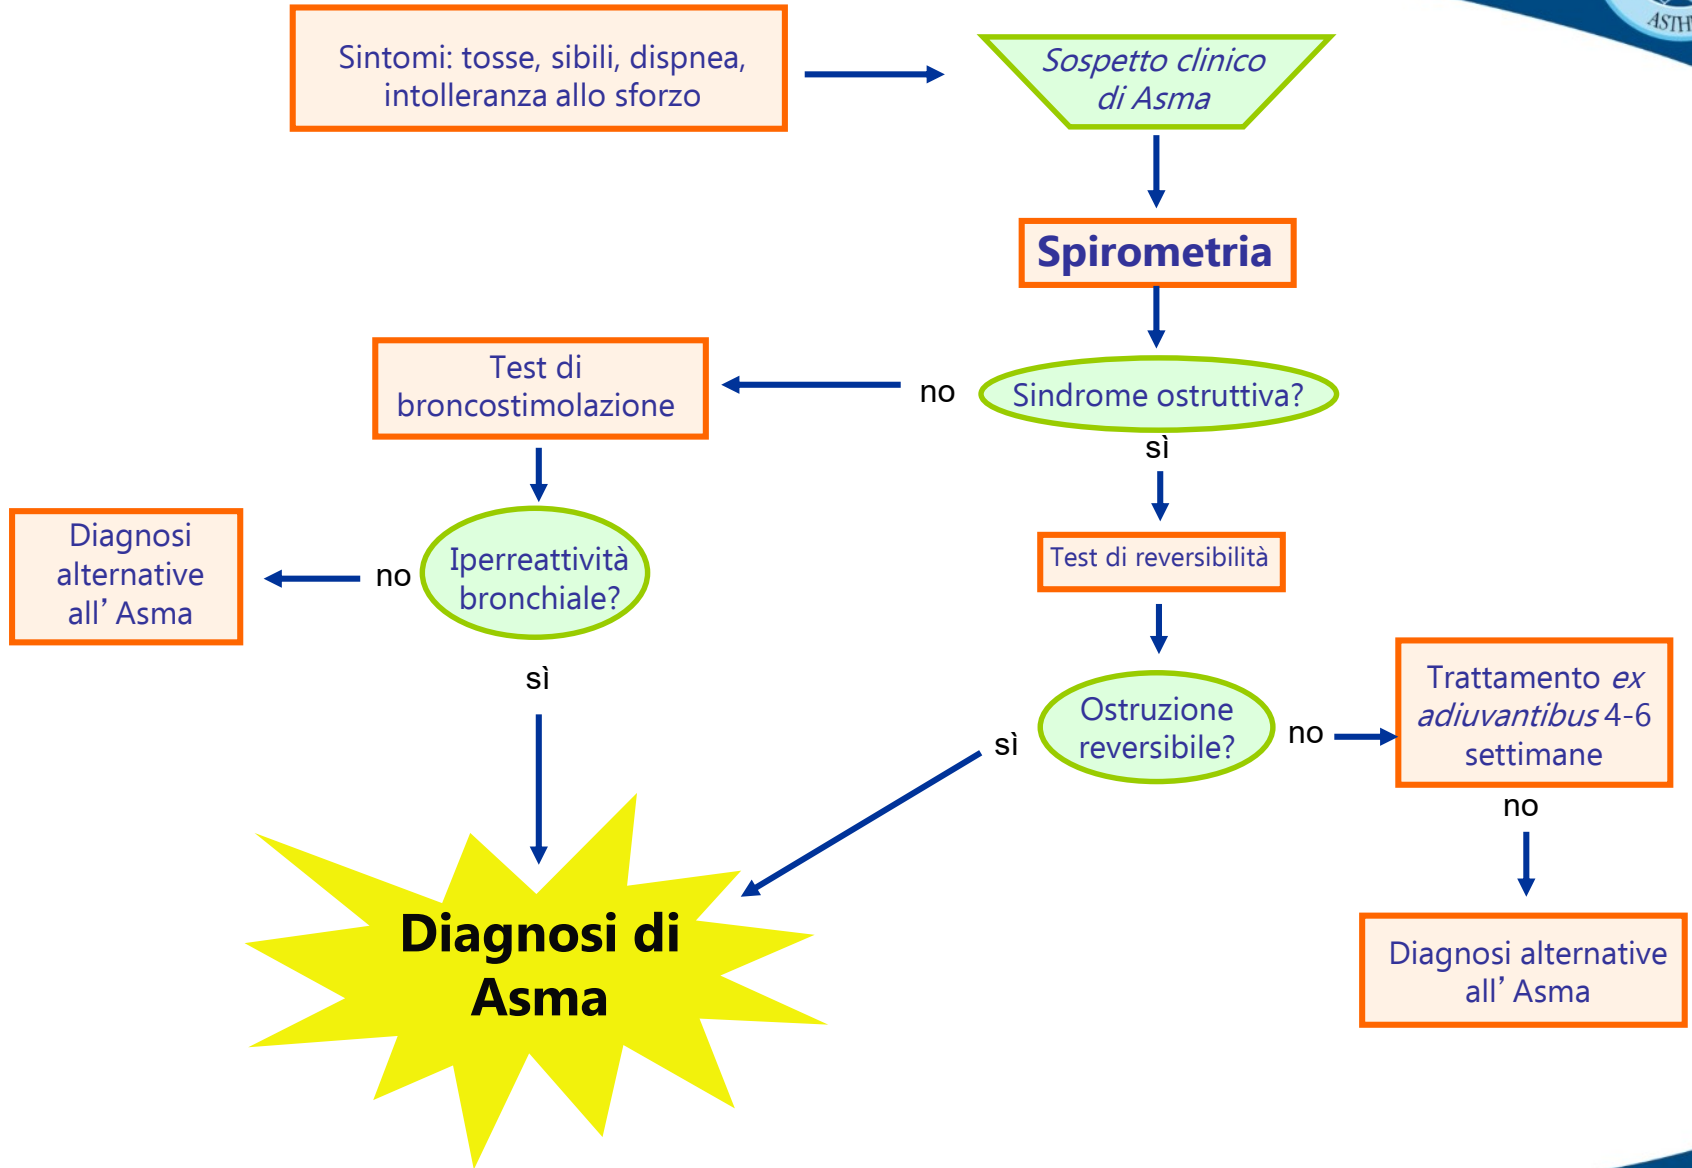 ASTH
Sintomi: tosse, sibili, dispnea,
intolleranza allo sforzo
Sospetto clinico
di Asma
Spirometria
Sindrome ostruttiva?
no
sì
Test di
broncostimolazione
Iperreattività
bronchiale?
no
sì
Diagnosi
alternative
all’ Asma
Test di reversibilità
Ostruzione
reversibile?
sì
no
Trattamento ex
adiuvantibus 4-6
settimane
no
Diagnosi alternative
all’ Asma
Diagnosi di
Asma